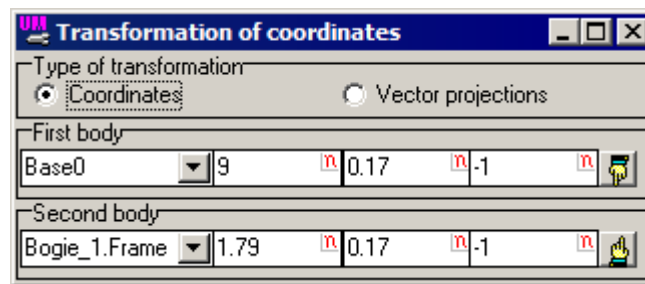 UM Transformation of coordinates
Type of transformation
Coordinates Vector projections
First body
Base0 9 n 0.17 n -1 n
Second body
Bogie_1.Frame 1.79 n 0.17 n -1 n